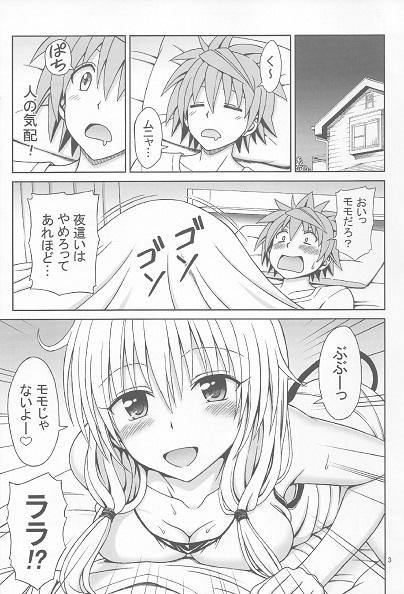 く～
ムニャ…
ぱち
人の気配！
おいっ
モモだろ？
ゴソ
ゴソ
夜這いは
やめろって
あれほど…
ぶぶーっ
モモじゃ
ないよー♡
ララ!?
3